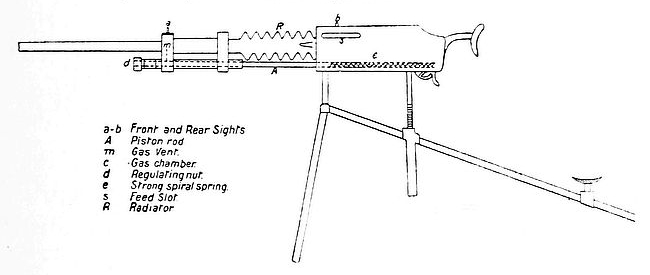 a
b
R
s
m
e
d
A
a-b Front and Rear Sights
A Piston rod
m Gas Vent.
c Gas chamber
d Regulating nut.
e Strong spiral spring.
s Feed Slot
R Radiator